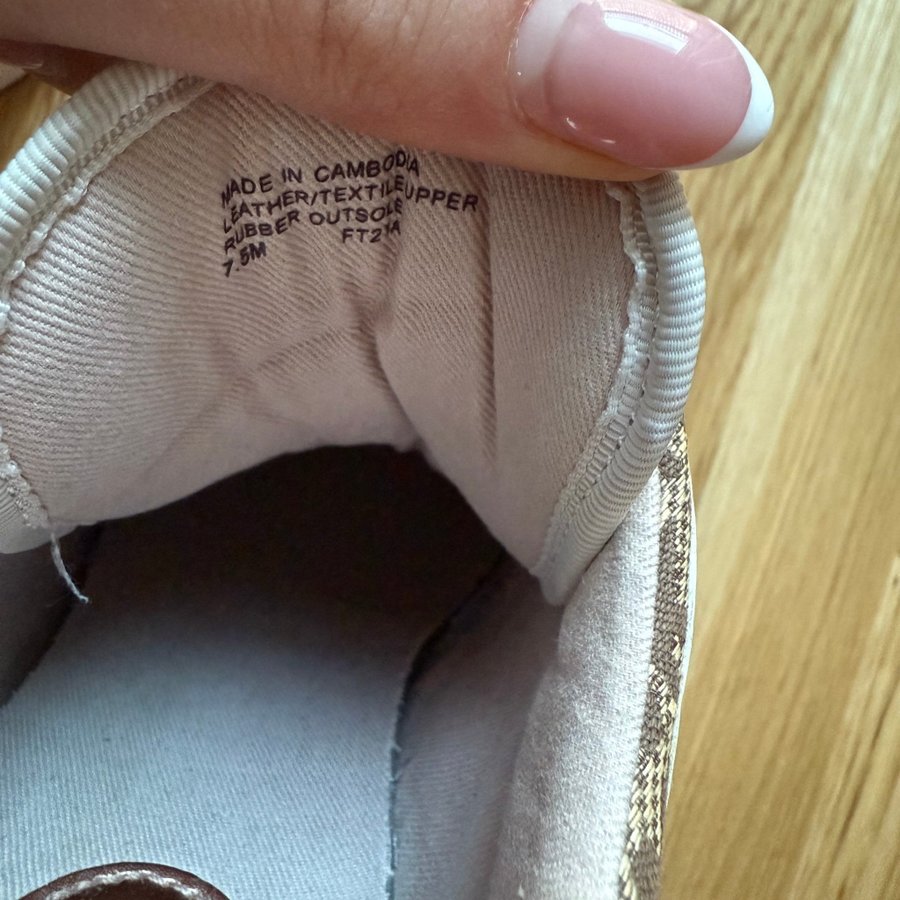 MADE IN CAMBODIA
LEATHER/TEXTILE UPPER
RUBBER OUTSOLE
7.5M